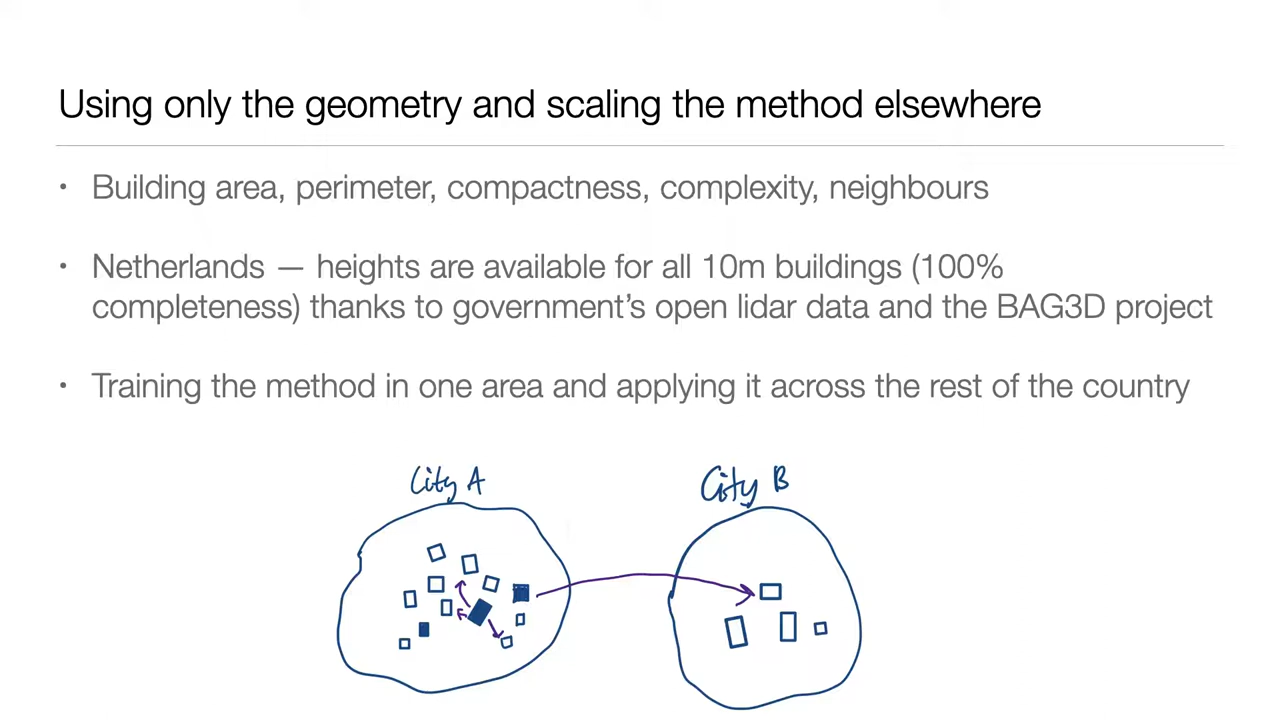 Using only the geometry and scaling the method elsewhere
• Building area, perimeter, compactness, complexity, neighbours
• Netherlands — heights are available for all 10m buildings (100%
completeness) thanks to government’s open lidar data and the BAG3D project
• Training the method in one area and applying it across the rest of the country
City A
City B